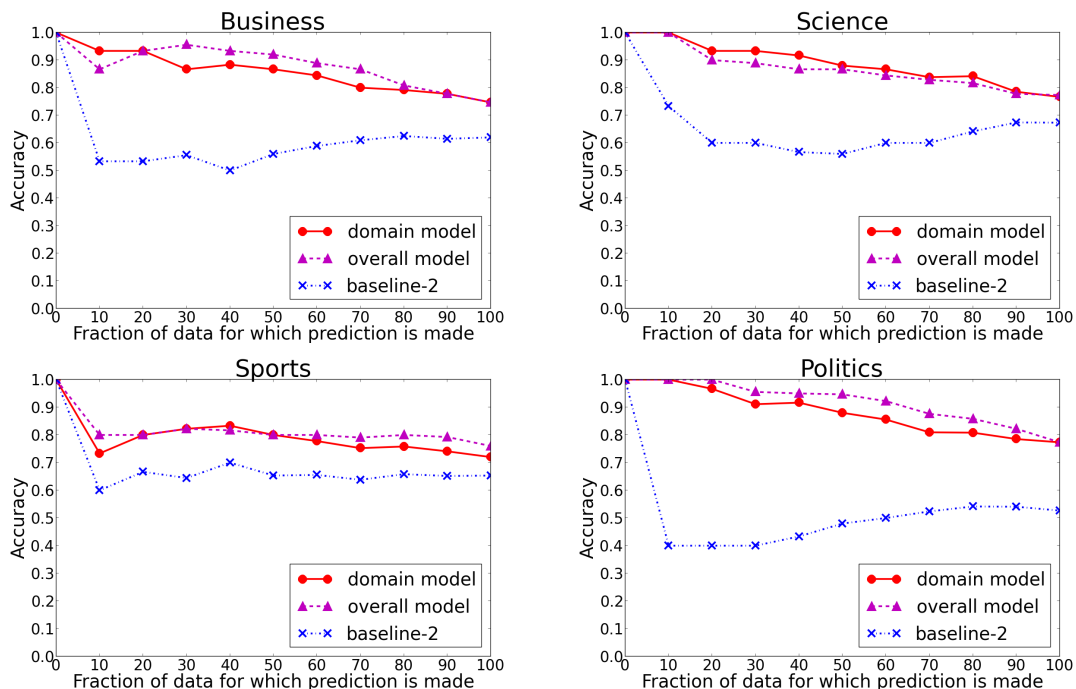 Business
1.0
0.9
0.8
0.7
0.6
0.5
0.4
0.3
0.2
0.1
0.0
Accuracy
domain model
overall model
baseline-2
0 10 20 30 40 50 60 70 80 90 100
Fraction of data for which prediction is made
Science
1.0
0.9
0.8
0.7
0.6
0.5
0.4
0.3
0.2
0.1
0.0
Accuracy
domain model
overall model
baseline-2
0 10 20 30 40 50 60 70 80 90 100
Fraction of data for which prediction is made
Sports
1.0
0.9
0.8
0.7
0.6
0.5
0.4
0.3
0.2
0.1
0.0
Accuracy
domain model
overall model
baseline-2
0 10 20 30 40 50 60 70 80 90 100
Fraction of data for which prediction is made
Politics
1.0
0.9
0.8
0.7
0.6
0.5
0.4
0.3
0.2
0.1
0.0
Accuracy
domain model
overall model
baseline-2
0 10 20 30 40 50 60 70 80 90 100
Fraction of data for which prediction is made